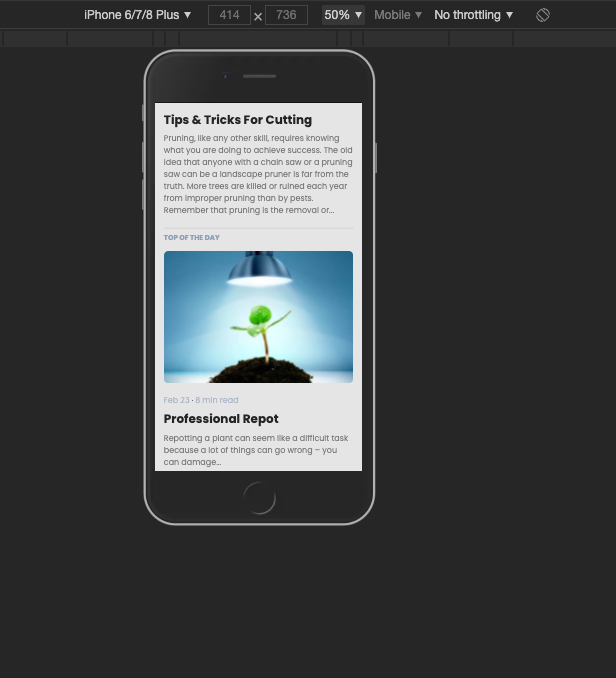 iPhone 6/7/8 Plus ▼ 414 × 736 50% ▼ Mobile ▼ No throttling ▼
Tips & Tricks For Cutting
Pruning, like any other skill, requires knowing
what you are doing to achieve success. The old
idea that anyone with a chain saw or a pruning
saw can be a landscape pruner is far from the
truth. More trees are killed or ruined each year
from improper pruning than by pests.
Remember that pruning is the removal or...
TOP OF THE DAY
Feb 23 · 8 min read
Professional Repot
Repotting a plant can seem like a difficult task
because a lot of things can go wrong – you
can damage...